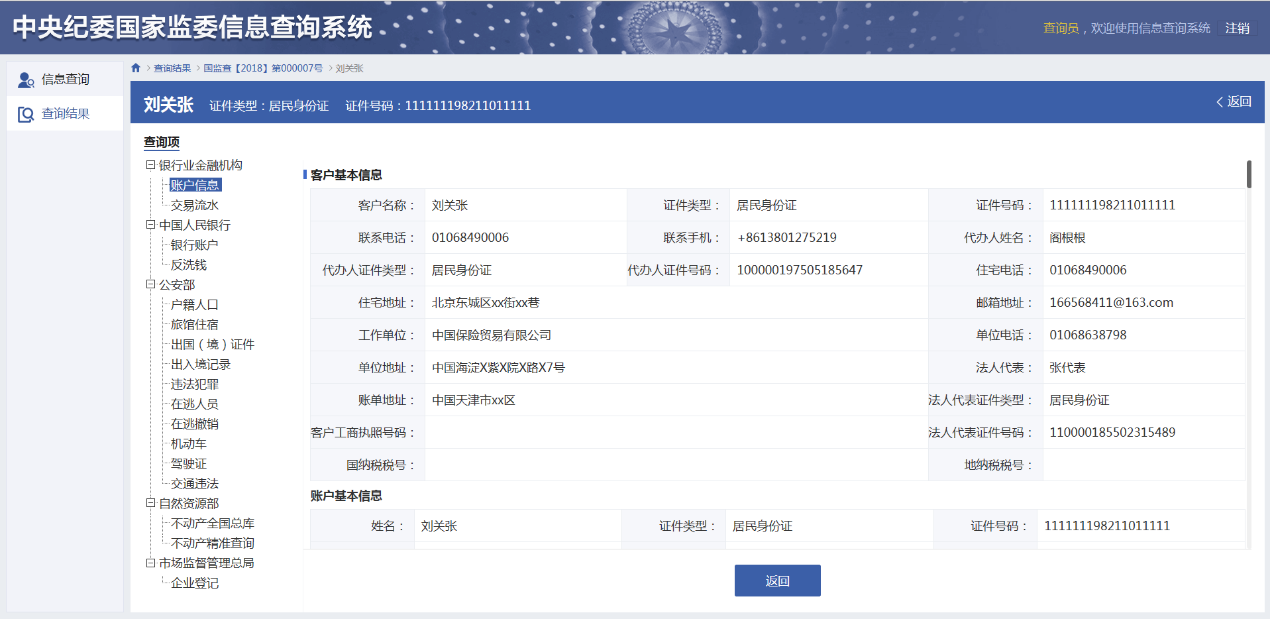 中央纪委国家监委信息查询系统
查询员，欢迎使用信息查询系统 注销
信息查询
查询结果
查询结果 > 国监查【2018】第000007号 > 刘关张
刘关张 证件类型：居民身份证 证件号码：111111198211011111
返回
查询项
银行业金融机构
账户信息
交易流水
中国人民银行
银行账户
反洗钱
公安部
户籍人口
旅馆住宿
出国（境）证件
出入境记录
违法犯罪
在逃人员
在逃撤销
机动车
驾驶证
交通违法
自然资源部
不动产全国总库
不动产精准查询
市场监督管理总局
企业登记
客户基本信息
客户名称： 刘关张 证件类型： 居民身份证 证件号码： 111111198211011111
联系电话： 01068490006 联系手机： +8613801275219 代办人姓名： 阁根根
代办人证件类型： 居民身份证 代办人证件号码： 100000197505185647 住宅电话： 01068490006
住宅地址： 北京东城区xx街xx巷 邮箱地址： 166568411@163.com
工作单位： 中国保险贸易有限公司 单位电话： 01068638798
单位地址： 中国海淀X紫X院X路X7号 法人代表： 张代表
账单地址： 中国天津市xx区 法人代表证件类型： 居民身份证
客户工商执照号码： 法人代表证件号码： 110000185502315489
国纳税税号： 地纳税税号：
账户基本信息
姓名： 刘关张 证件类型： 居民身份证 证件号码： 111111198211011111
返回